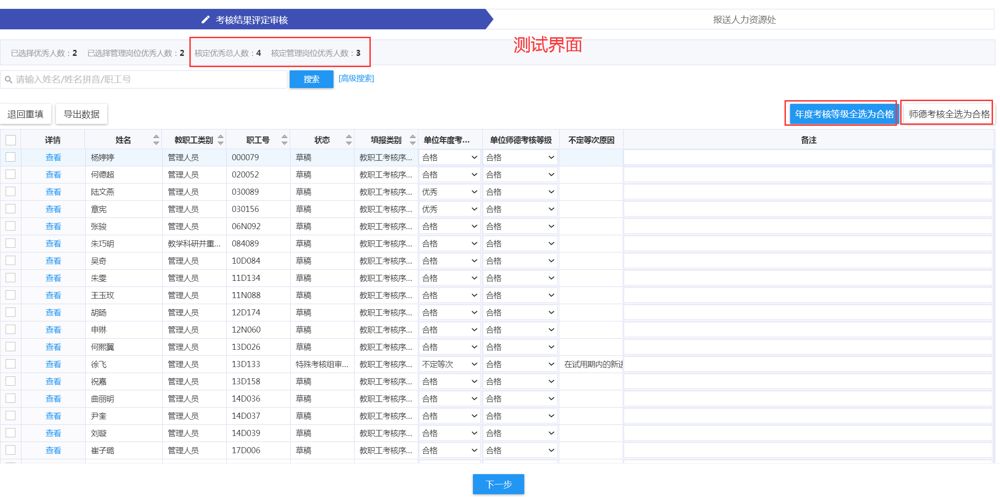 考核结果评定审核 报送人力资源处
测试界面
已选择优秀人数：2 已选择管理岗位优秀人数：2 核定优秀总人数：4 核定管理岗位优秀人数：3
请输入姓名/姓名拼音/职工号 搜索 [高级搜索]
退回重填 导出数据 年度考核等级全选为合格 师德考核全选为合格
详情 姓名 教职工类别 职工号 状态 填报类别 单位年度考... 单位师德考核等级 不定等次原因 备注
查看 杨婷婷 管理人员 000079 草稿 教职工考核序... 合格 合格
查看 何德超 管理人员 020052 草稿 教职工考核序... 合格 合格
查看 陆文燕 管理人员 030089 草稿 教职工考核序... 优秀 合格
查看 章宪 管理人员 030156 草稿 教职工考核序... 优秀 合格
查看 张骏 管理人员 06N092 草稿 教职工考核序... 合格 合格
查看 朱巧明 教学科研并重... 084089 草稿 教职工考核序... 合格 合格
查看 吴奇 管理人员 10D084 草稿 教职工考核序... 合格 合格
查看 朱雯 管理人员 11D134 草稿 教职工考核序... 合格 合格
查看 王玉玫 管理人员 11N088 草稿 教职工考核序... 合格 合格
查看 胡旸 管理人员 12D174 草稿 教职工考核序... 合格 合格
查看 申琳 管理人员 12N060 草稿 教职工考核序... 合格 合格
查看 何熙翼 管理人员 13D026 草稿 教职工考核序... 合格 合格
查看 徐飞 管理人员 13D133 特殊考核组审... 教职工考核序... 不定等次 合格 在试用期内的新进
查看 祝嘉 管理人员 13D158 草稿 教职工考核序... 合格 合格
查看 曲丽明 管理人员 14D036 草稿 教职工考核序... 合格 合格
查看 尹奎 管理人员 14D037 草稿 教职工考核序... 合格 合格
查看 刘璇 管理人员 14D039 草稿 教职工考核序... 合格 合格
查看 崔子璐 管理人员 17D006 草稿 教职工考核序... 合格 合格
下一步